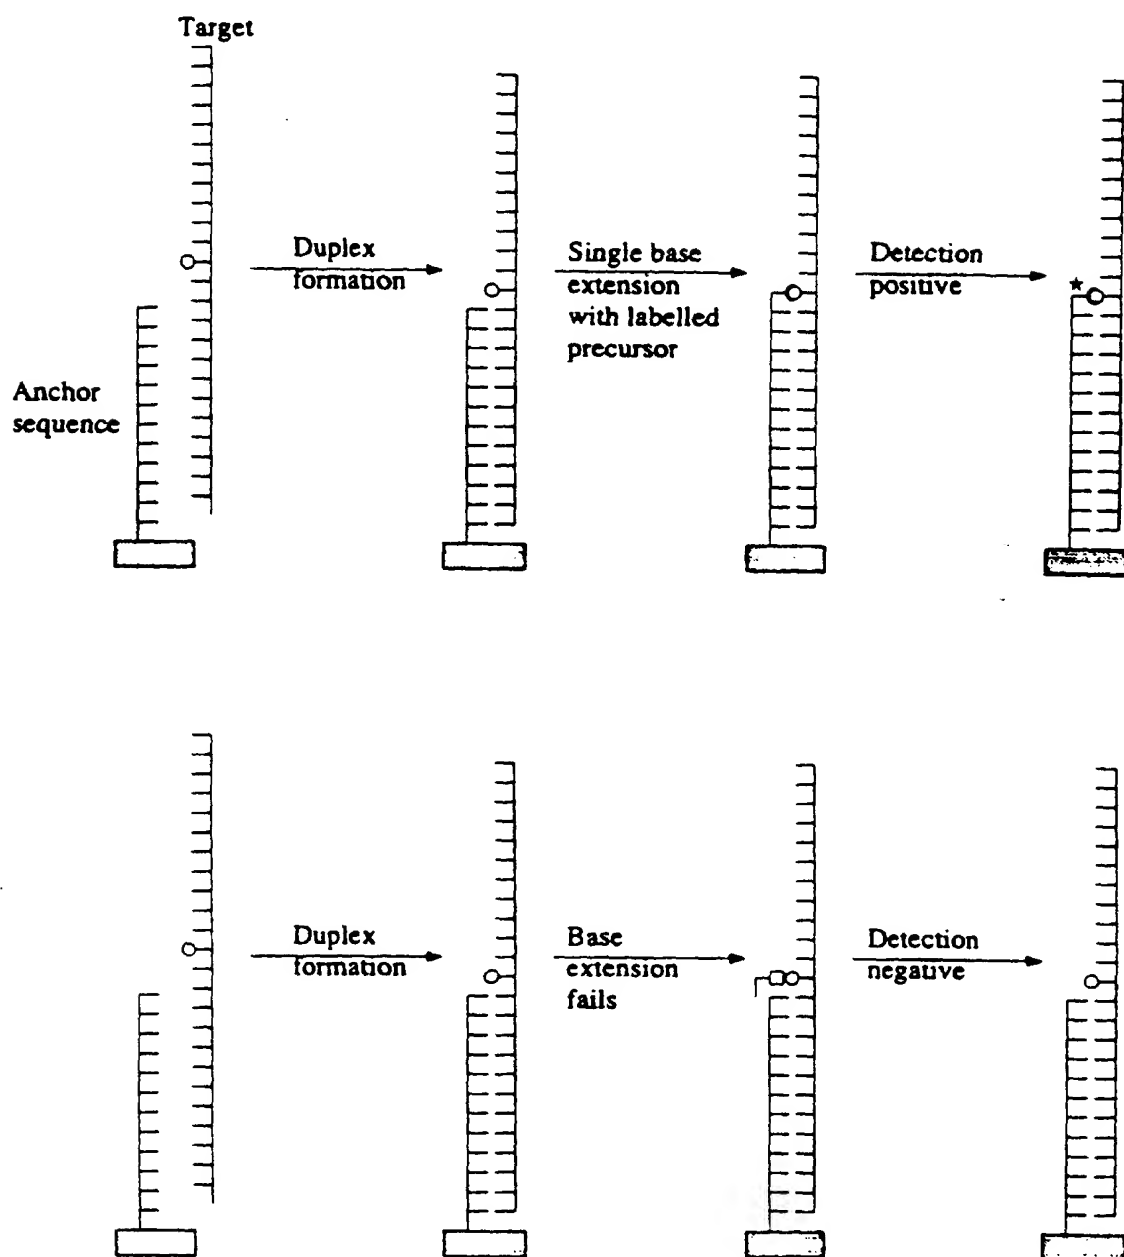 Target
Duplex
formation
Single base
extension
with labelled
precursor
Detection
positive
Anchor
sequence
Duplex
formation
Base
extension
fails
Detection
negative